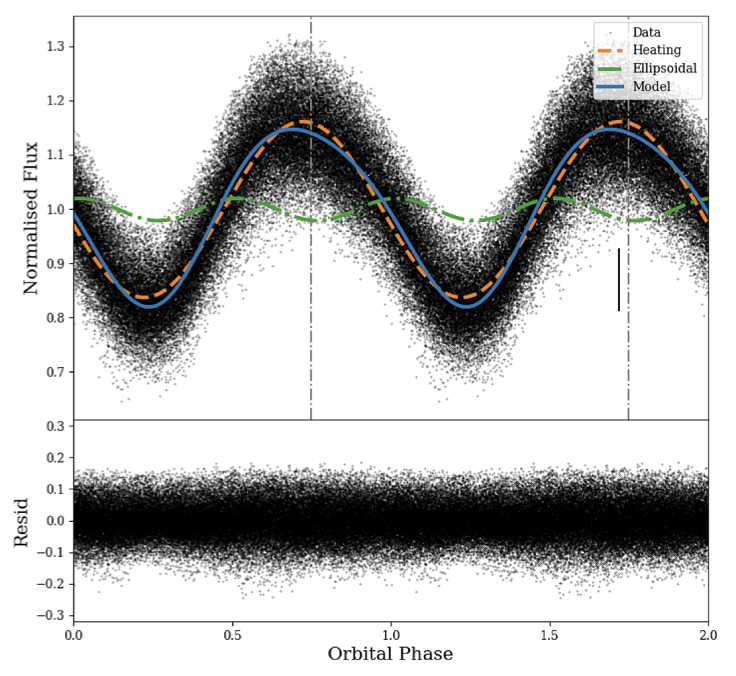 Data
Heating
Ellipsoidal
Model
1.3
1.2
1.1
1.0
0.9
0.8
0.7
Normalised Flux
0.3
0.2
0.1
0.0
−0.1
−0.2
−0.3
Resid
0.0 0.5 1.0 1.5 2.0
Orbital Phase